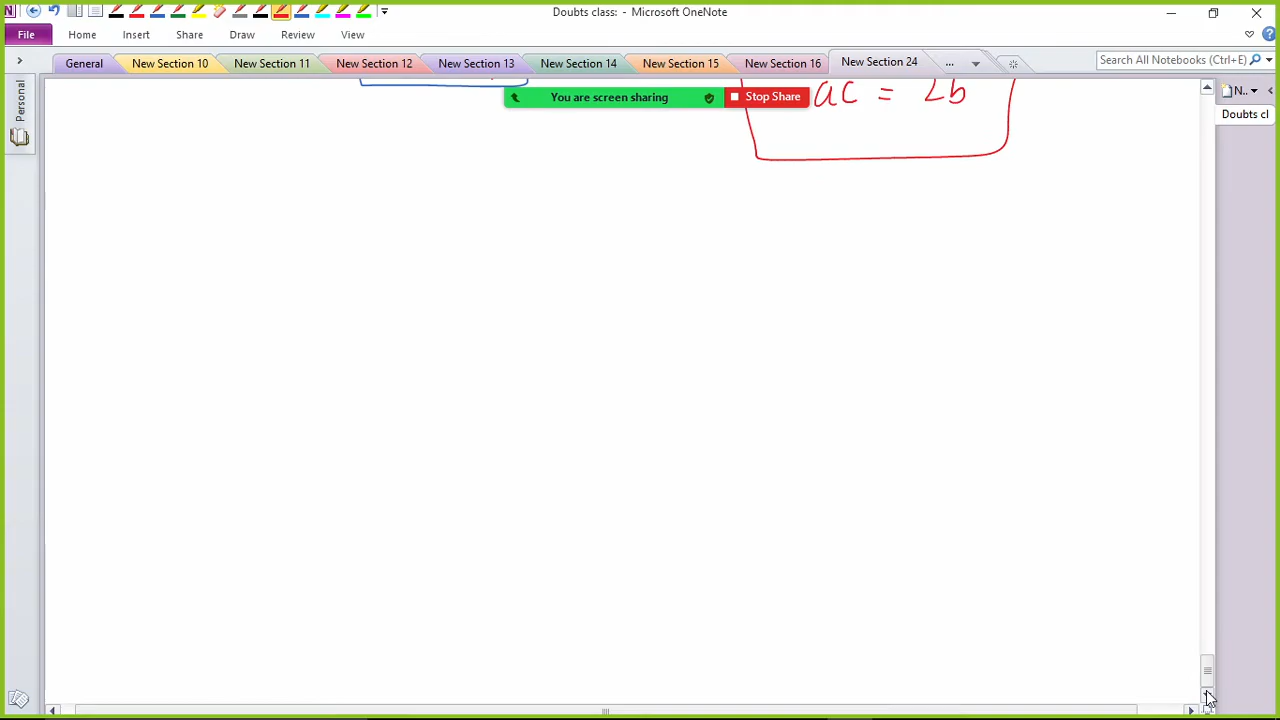 Doubts class: - Microsoft OneNote
File Home Insert Share Draw Review View
General New Section 10 New Section 11 New Section 12 New Section 13 New Section 14 New Section 15 New Section 16 New Section 24 ... Search All Notebooks (Ctrl+E)
Personal
N..
Doubts cl
You are screen sharing Stop Share
ac = 2b